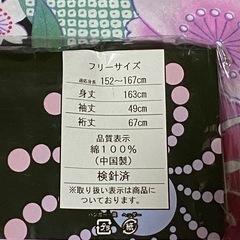 フリーサイズ
適応身長 152～167cm
身丈 163cm
袖丈 49cm
裄丈 67cm
品質表示
綿100%
(中国製)
検針済
※取り扱い表示は商品に
ついております。